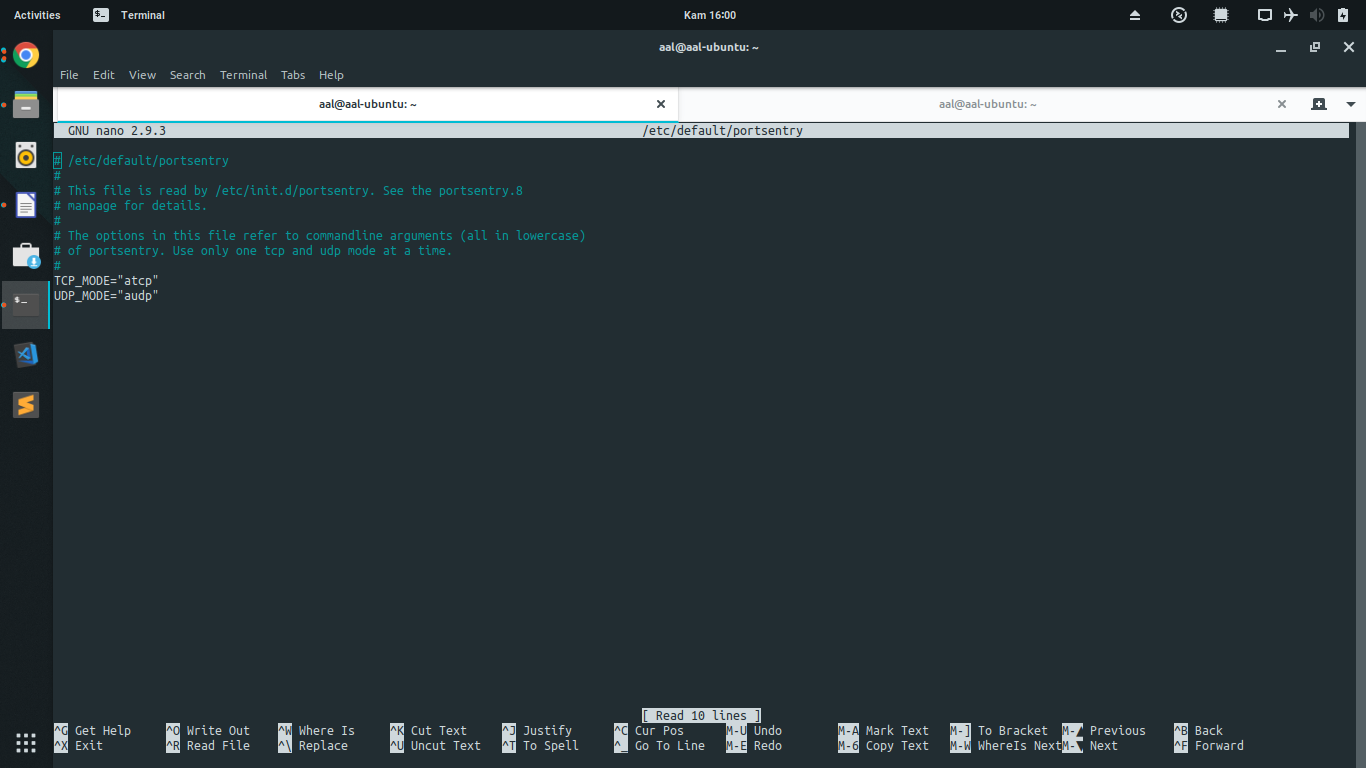 Activities
Terminal
Kam 16:00
aal@aal-ubuntu: ~
File Edit View Search Terminal Tabs Help
aal@aal-ubuntu: ~
aal@aal-ubuntu: ~
GNU nano 2.9.3 /etc/default/portsentry
# /etc/default/portsentry
#
# This file is read by /etc/init.d/portsentry. See the portsentry.8
# manpage for details.
#
# The options in this file refer to commandline arguments (all in lowercase)
# of portsentry. Use only one tcp and udp mode at a time.
#
TCP_MODE="atcp"
UDP_MODE="audp"
[ Read 10 lines ]
^G Get Help ^O Write Out ^W Where Is ^K Cut Text ^J Justify ^C Cur Pos M-U Undo M-A Mark Text M-] To Bracket M-▲ Previous ^B Back
^X Exit ^R Read File ^\ Replace ^U Uncut Text ^T To Spell ^_ Go To Line M-E Redo M-6 Copy Text M-W WhereIs Next M-▼ Next ^F Forward